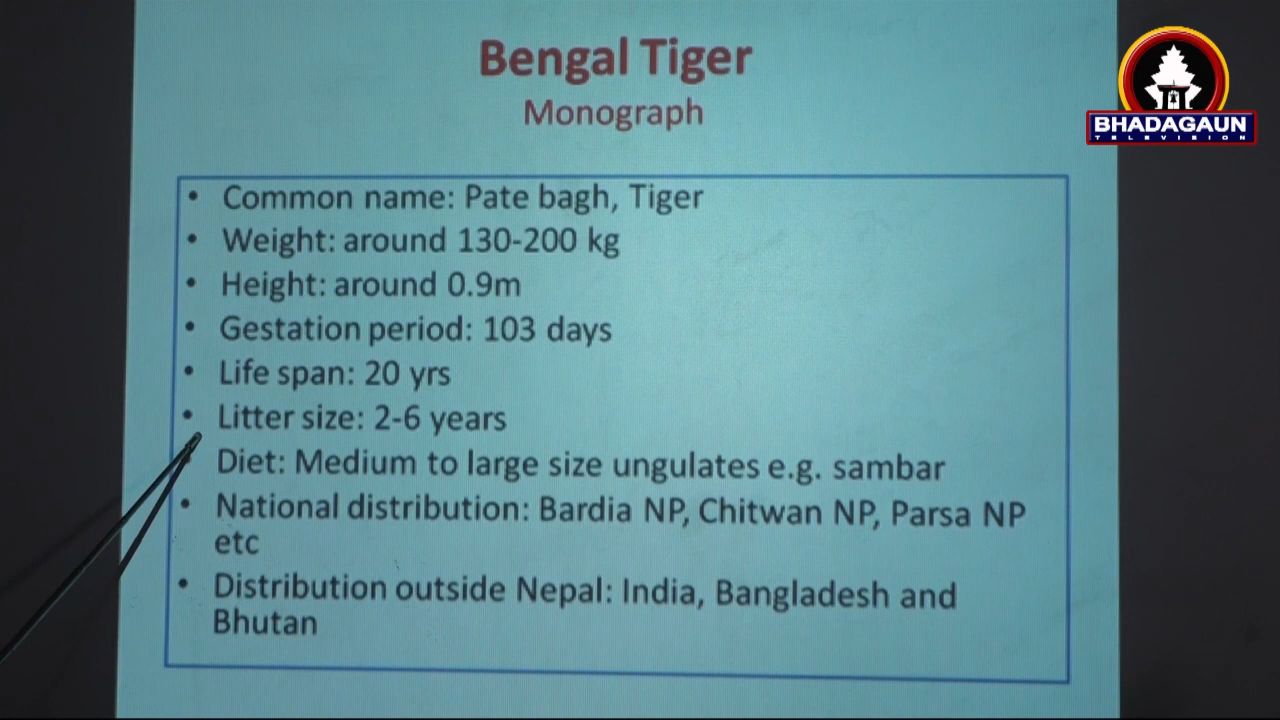 Bengal Tiger
Monograph
BHADAGAUN
TELEVISION
• Common name: Pate bagh, Tiger
• Weight: around 130-200 kg
• Height: around 0.9m
• Gestation period: 103 days
• Life span: 20 yrs
• Litter size: 2-6 years
Diet: Medium to large size ungulates e.g. sambar
• National distribution: Bardia NP, Chitwan NP, Parsa NP
etc
• Distribution outside Nepal: India, Bangladesh and
Bhutan